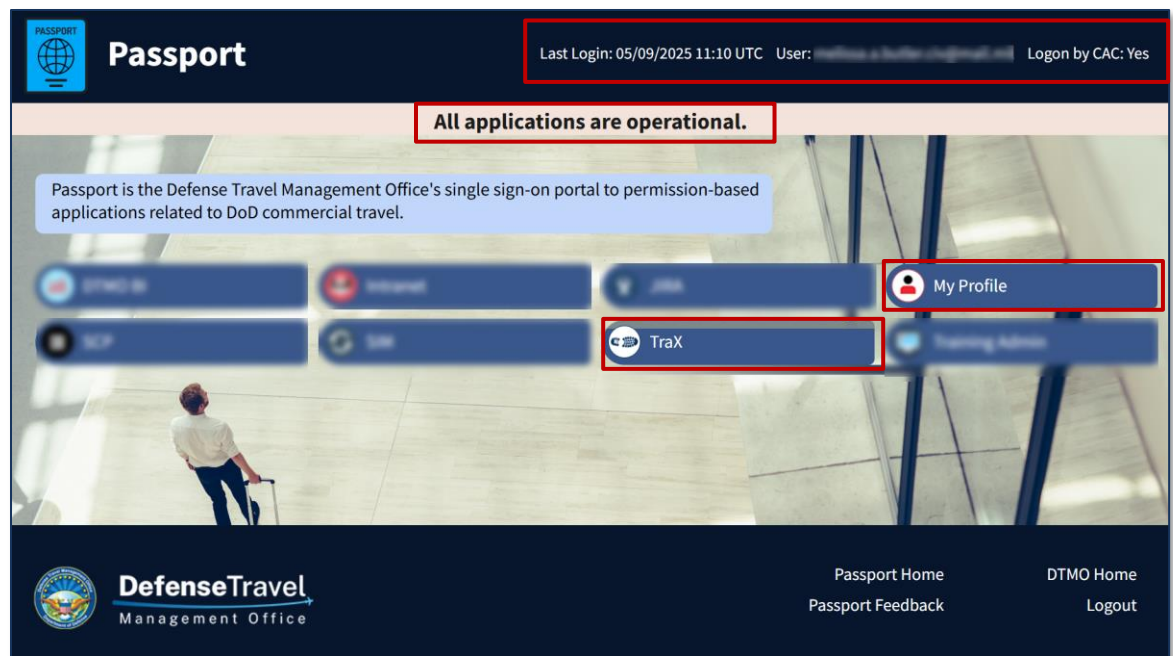 PASSPORT
Passport
Last Login: 05/09/2025 11:10 UTC User: Logon by CAC: Yes
All applications are operational.
Passport is the Defense Travel Management Office's single sign-on portal to permission-based
applications related to DoD commercial travel.
My Profile
TraX
Passport Home
DTMO Home
DefenseTravel
Management Office
Passport Feedback
Logout